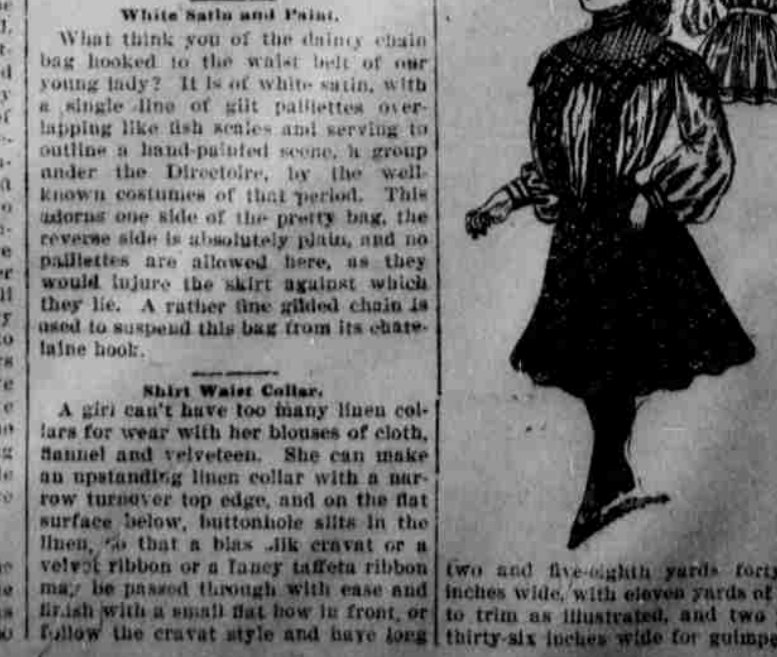 White Satin and Paint.
What think you of the dainty chain
bag hooked to the waist belt of our
young lady? It is of white satin, with
a single line of gilt paillettes over-
lapping like fish scales and serving to
outline a hand-painted scene, a group
under the Directoire, by the well-
known costumes of that period. This
adorns one side of the pretty bag, the
reverse side is absolutely plain, and no
paillettes are allowed here, as they
would injure the skirt against which
they lie. A rather fine gilded chain is
used to suspend this bag from its chate-
laine hook.
Shirt Waist Collar.
A girl can't have too many linen col-
lars for wear with her blouses of cloth,
flannel and velveteen. She can make
an upstanding linen collar with a nar-
row turnover top edge, and on the flat
surface below, buttonhole slits in the
linen, so that a bias silk cravat or a
velvet ribbon or a fancy taffeta ribbon
may be passed through with ease and
finish with a small flat bow in front, or
follow the cravat style and have long
two and five-eighth yards forty
inches wide, with eleven yards of
to trim as illustrated, and two
thirty-six inches wide for guimpe